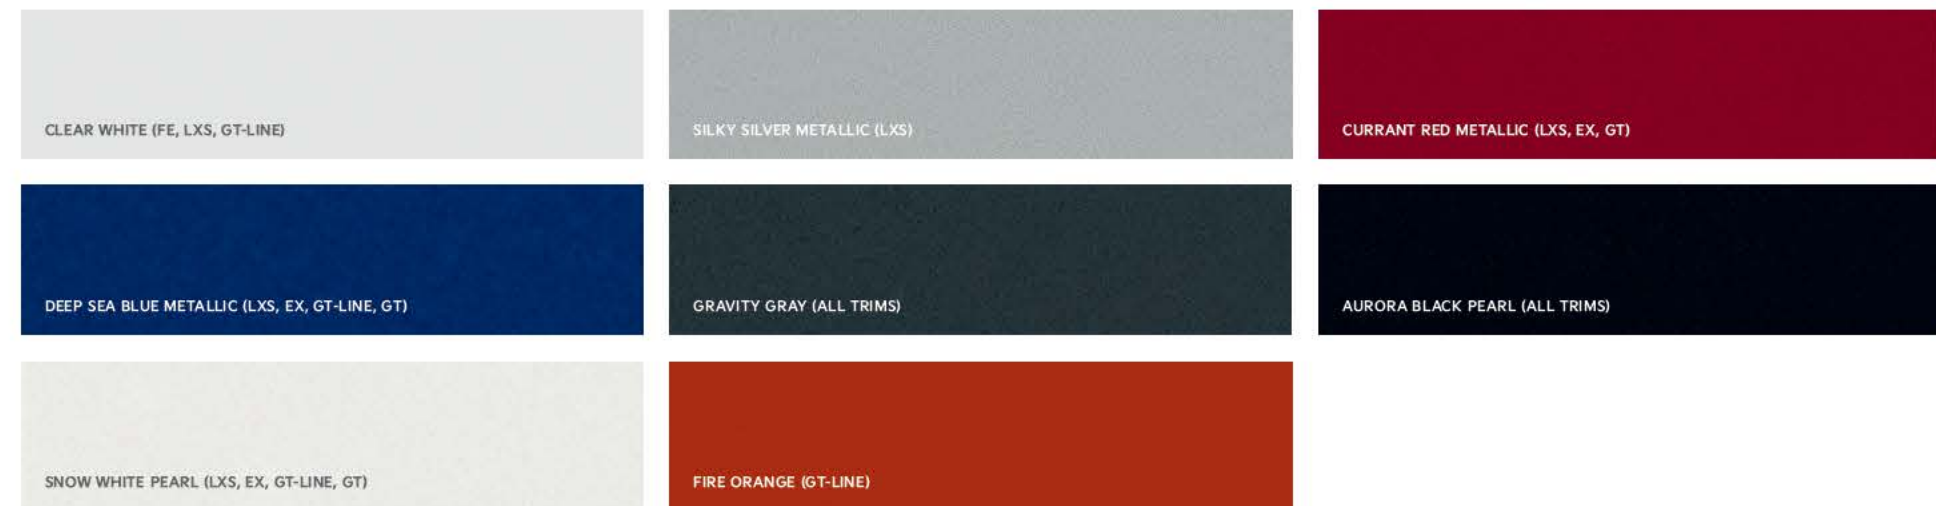 CLEAR WHITE (FE, LXS, GT-LINE)
SILKY SILVER METALLIC (LXS)
CURRANT RED METALLIC (LXS, EX, GT)
DEEP SEA BLUE METALLIC (LXS, EX, GT-LINE, GT)
GRAVITY GRAY (ALL TRIMS)
AURORA BLACK PEARL (ALL TRIMS)
SNOW WHITE PEARL (LXS, EX, GT-LINE, GT)
FIRE ORANGE (GT-LINE)